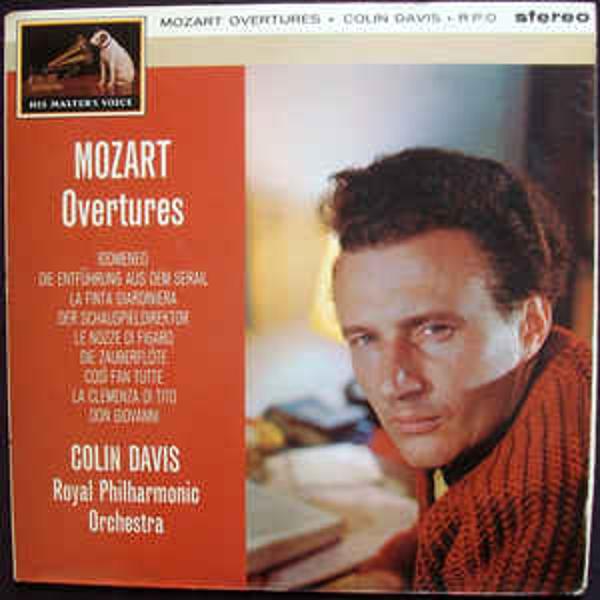 MOZART OVERTURES • COLIN DAVIS • R P O stereo
HIS MASTER'S VOICE
MOZART
Overtures
IDOMENEO
DIE ENTFÜHRUNG AUS DEM SERAIL
LA FINTA GIARDINIERA
DER SCHAUSPIELDIREKTOR
LE NOZZE DI FIGARO
DIE ZAUBERFLÖTE
COSÌ FAN TUTTE
LA CLEMENZA DI TITO
DON GIOVANNI
COLIN DAVIS
Royal Philharmonic
Orchestra